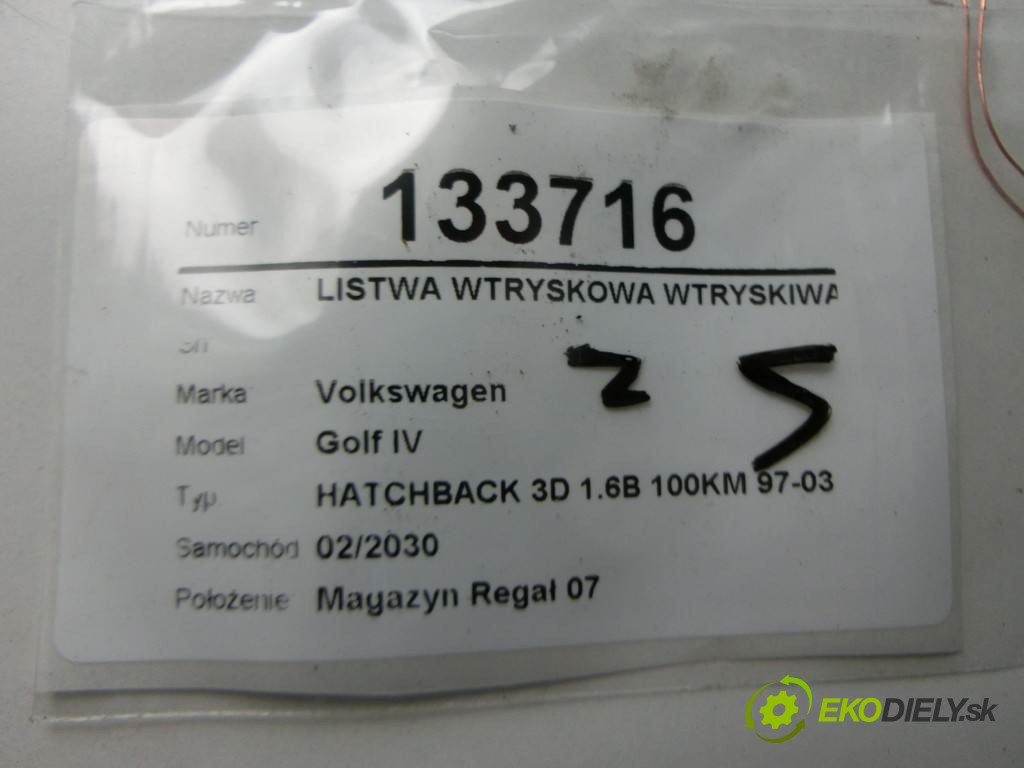 Numer 133716
Nazwa LISTWA WTRYSKOWA WTRYSKIWA
Marka Volkswagen
Model Golf IV
Typ HATCHBACK 3D 1.6B 100KM 97-03
Samochód 02/2030
Położenie Magazyn Regał 07
EKODIELY.sk